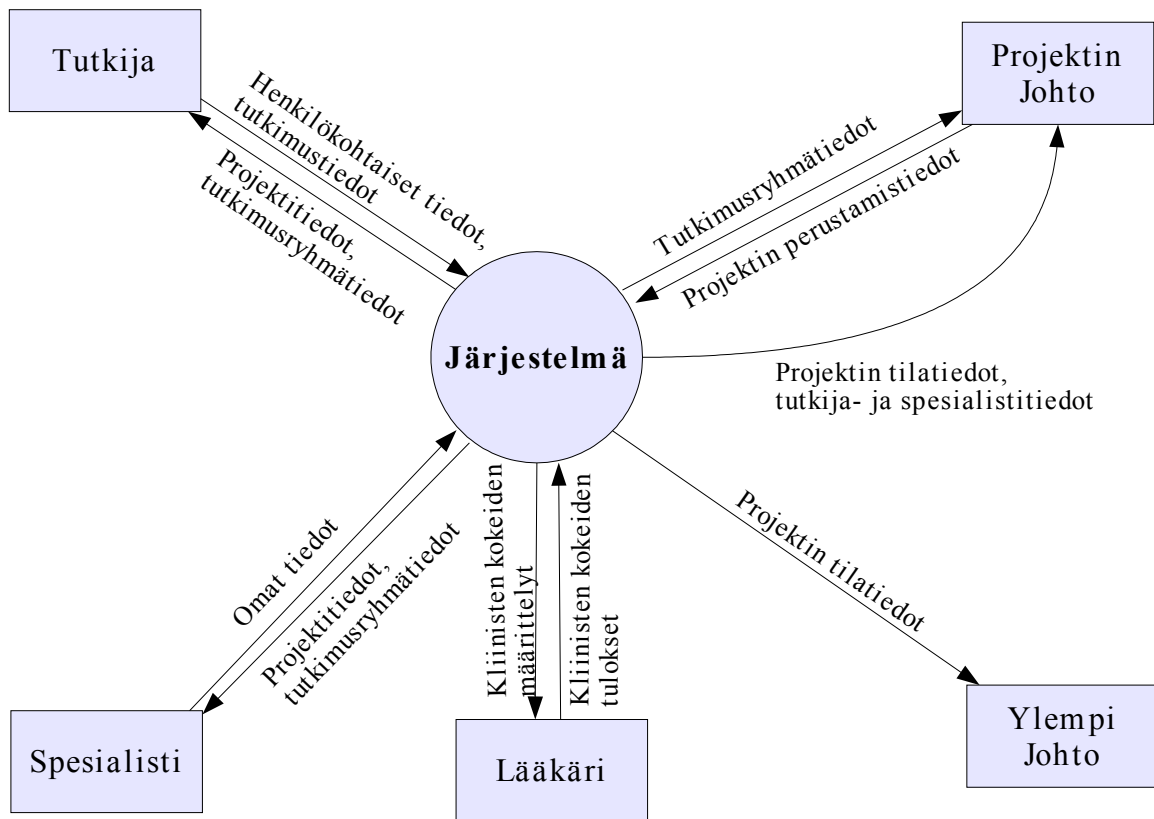 Tutkija
Projektin
Johto
Henkilökohtaiset tiedot,
tutkimustiedot
Projektitiedot,
tutkimusryhmätiedot
Tutkimusryhmätiedot
Projektin perustamistiedot
Järjestelmä
Projektin tilatiedot,
tutkija- ja spesialistitiedot
Omat tiedot
Projektitiedot,
tutkimusryhmätiedot
Kliinisten kokeiden
määrittelyt
Kliinisten kokeiden
tulokset
Projektin tilatiedot
Spesialisti
Lääkäri
Ylempi
Johto